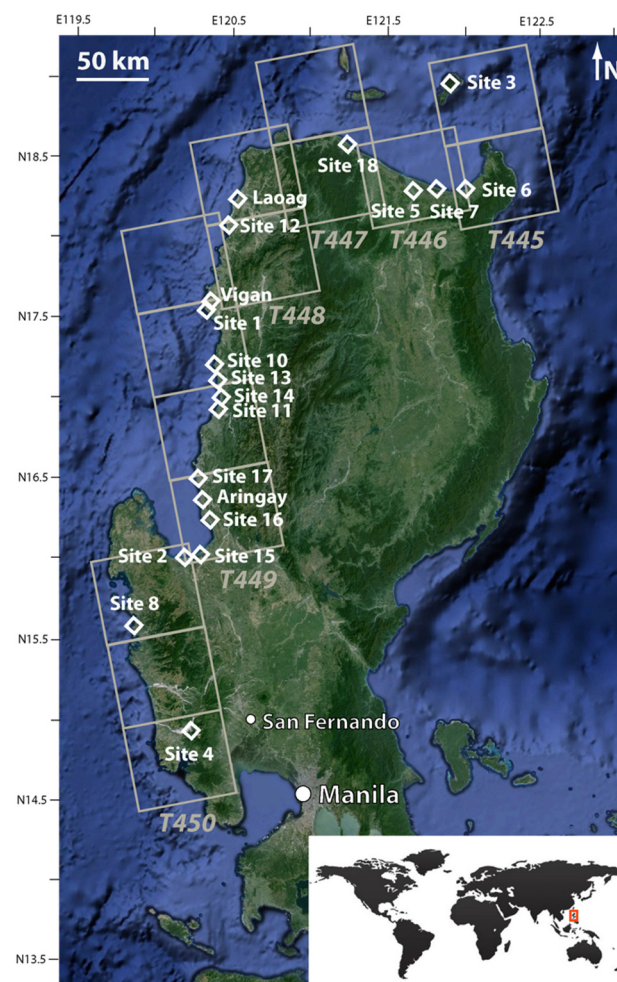 E119.5
E120.5
E121.5
E122.5
50 km
N
Site 3
N18.5
Site 18
Laoag
Site 5
Site 7
Site 6
Site 12
T447
T446
T445
Vigan
N17.5
Site 1
T448
Site 10
Site 13
Site 14
Site 11
N16.5
Site 17
Aringay
Site 16
Site 2
Site 15
T449
Site 8
N15.5
San Fernando
Site 4
N14.5
Manila
T450
N13.5